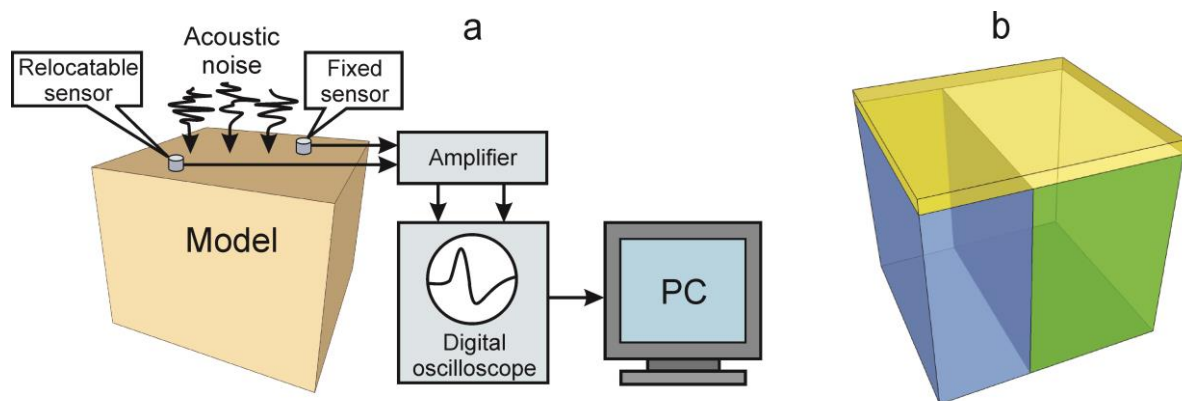 a
b
Acoustic
noise
Relocatable
sensor
Fixed
sensor
Amplifier
Model
Digital
oscilloscope
PC